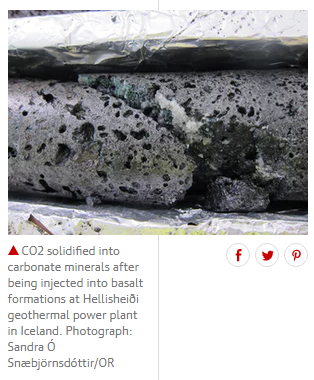 CO2 solidified into
carbonate minerals after
being injected into basalt
formations at Hellisheiði
geothermal power plant
in Iceland. Photograph:
Sandra Ó
Snæbjörnsdóttir/OR